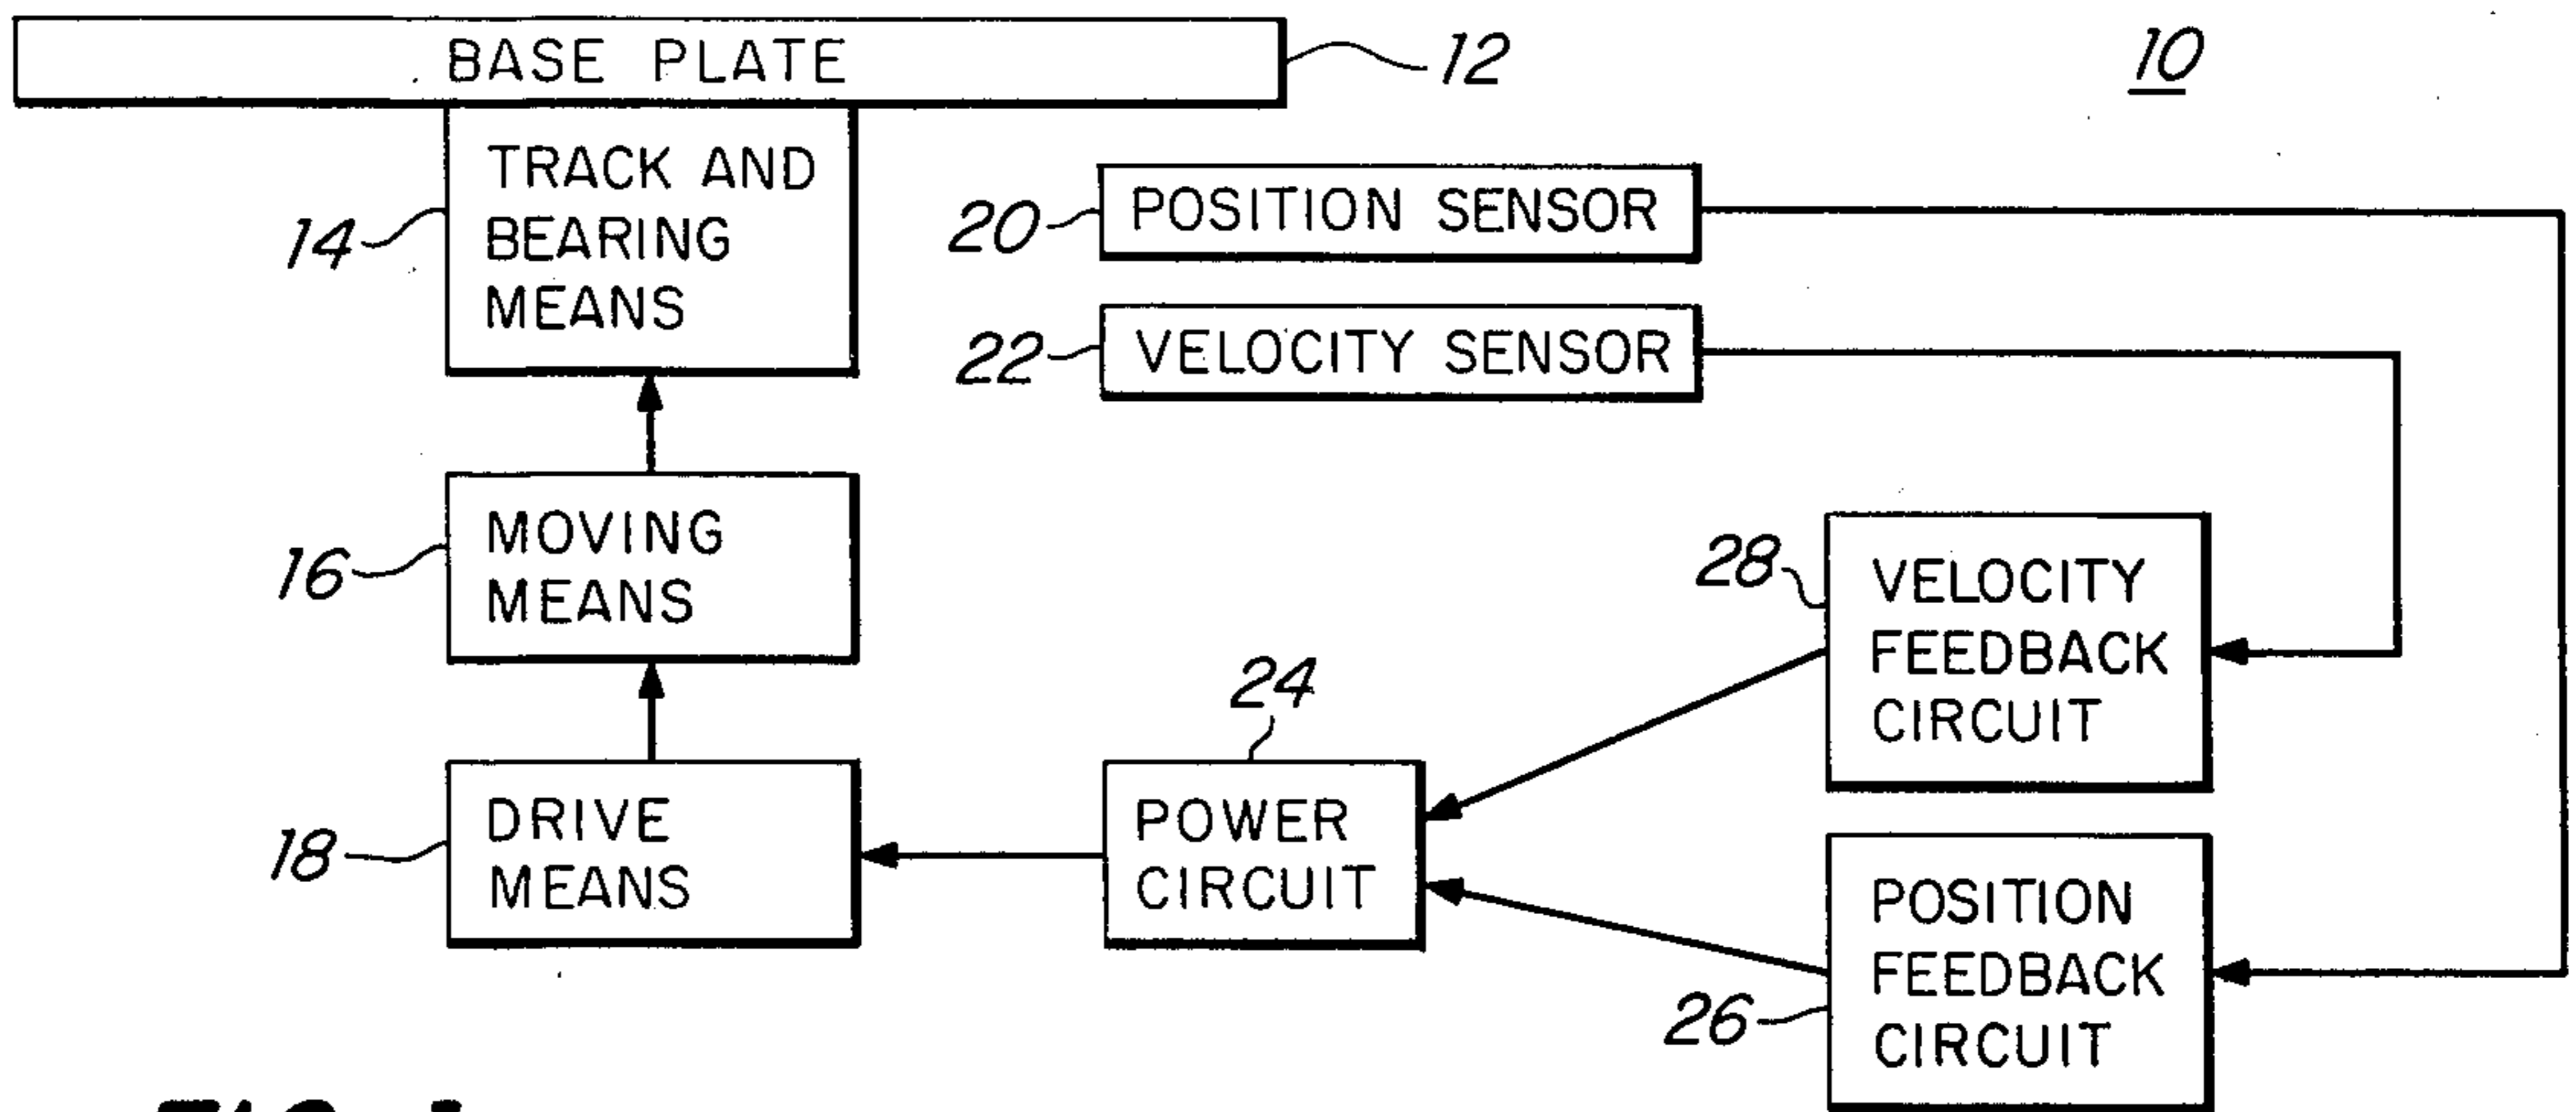 BASE PLATE
12
10
TRACK AND
BEARING
MEANS
14
POSITION SENSOR
20
VELOCITY SENSOR
22
MOVING
MEANS
16
28
VELOCITY
FEEDBACK
CIRCUIT
24
DRIVE
MEANS
18
POWER
CIRCUIT
POSITION
FEEDBACK
CIRCUIT
26